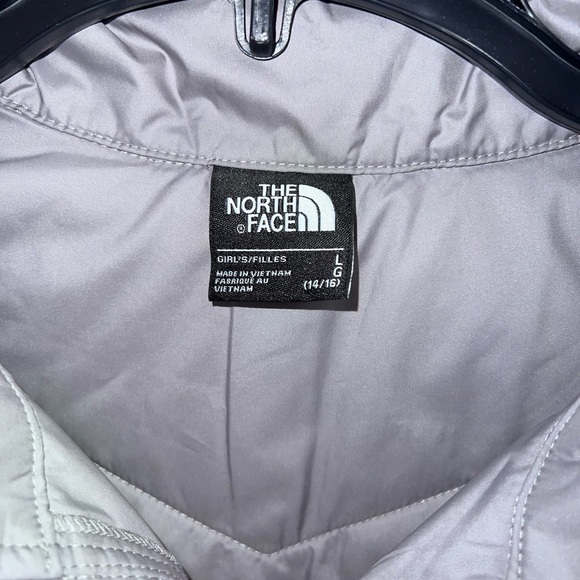 THE
NORTH
®FACE
GIRL'S/FILLES L
G
MADE IN VIETNAM
FABRIQUÉ AU
VIETNAM
(14/16)